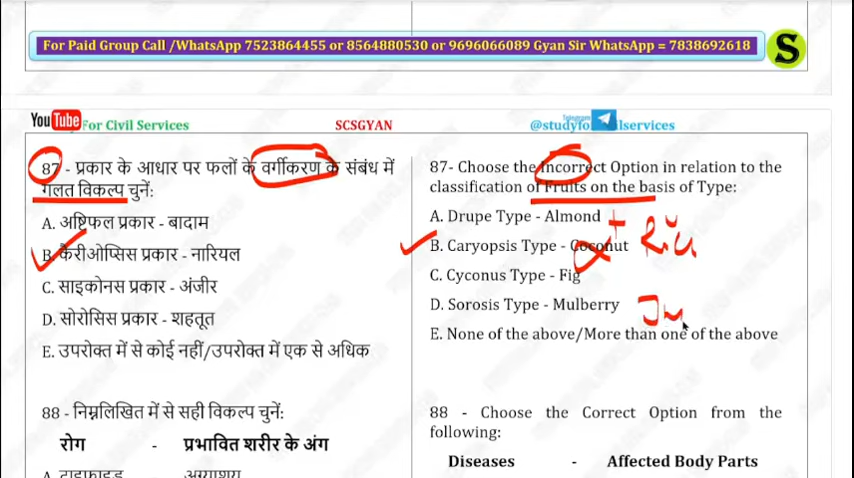 For Paid Group Call /WhatsApp 7523864455 or 8564880530 or 9696066089 Gyan Sir WhatsApp = 7838692618
S
YouTube For Civil Services
SCSGYAN
Telegram
@studyfo lservices
87 - प्रकार के आधार पर फलों के वर्गीकरण के संबंध में
गलत विकल्प चुनें:
A. अष्टिफल प्रकार - बादाम
B. कैरीओप्सिस प्रकार - नारियल
C. साइकोनस प्रकार - अंजीर
D. सोरोसिस प्रकार - शहतूत
E. उपरोक्त में से कोई नहीं/उपरोक्त में एक से अधिक
87- Choose the Incorrect Option in relation to the
classification of Fruits on the basis of Type:
A. Drupe Type - Almond
B. Caryopsis Type - Coconut
C. Cyconus Type - Fig
D. Sorosis Type - Mulberry
E. None of the above/More than one of the above
88 - निम्नलिखित में से सही विकल्प चुनें:
रोग - प्रभावित शरीर के अंग
A. टाइफाइड - अग्याशय
88 - Choose the Correct Option from the
following:
Diseases - Affected Body Parts